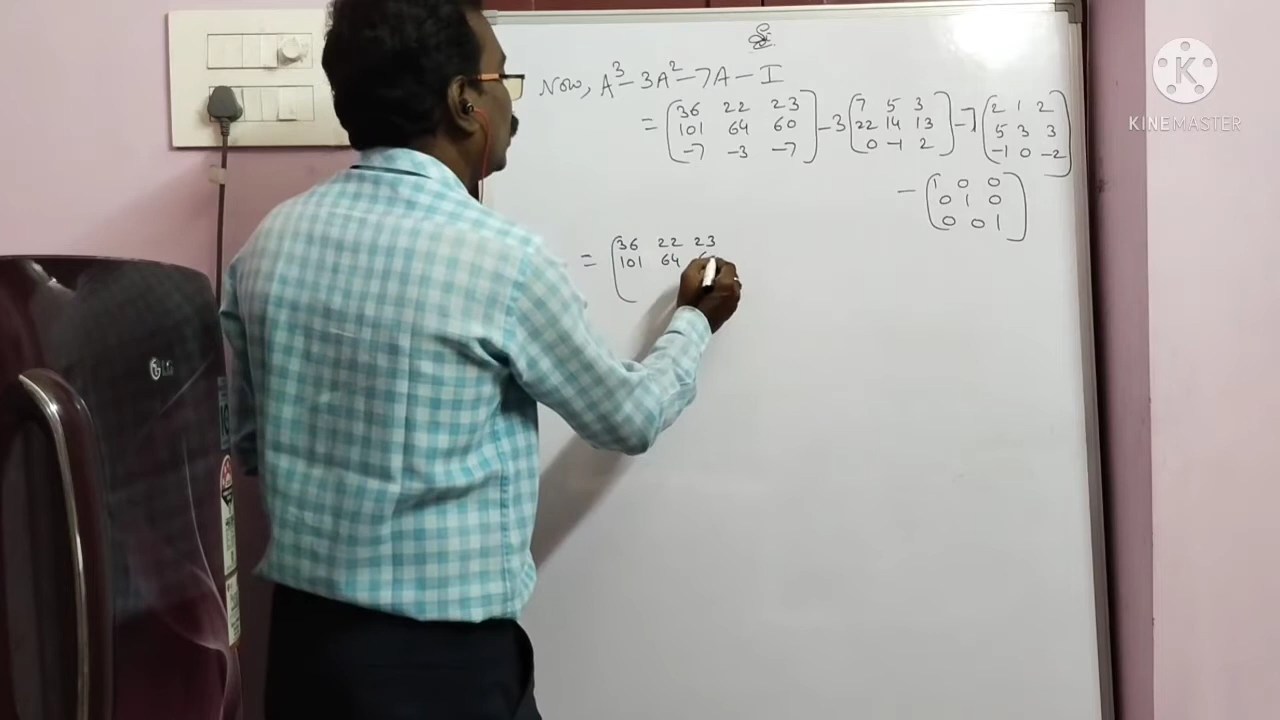 Now, A³ - 3A² - 7A - I
= (36 22 23) - 3 (7 5 3) - 7 (2 1 2)
(101 64 60) (22 14 13) (5 3 3)
(-7 -3 -7) (0 -1 2) (-1 0 -2)
- (1 0 0)
(0 1 0)
(0 0 1)
= (36 22 23
101 64 6
LG
K
KINEMASTER